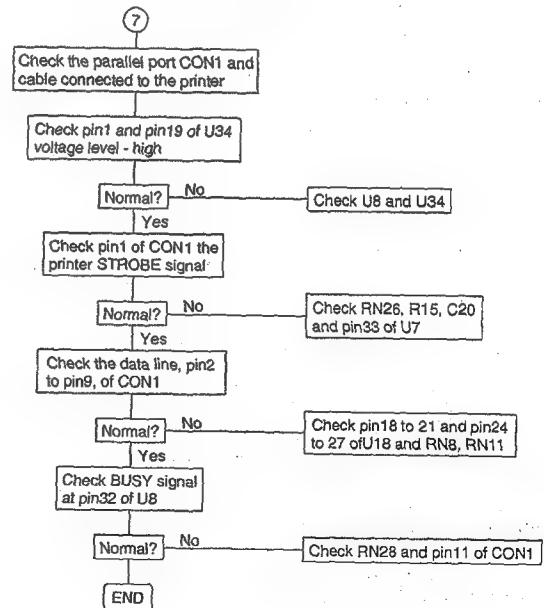 7
Check the parallel port CON1 and
cable connected to the printer
Check pin1 and pin19 of U34
voltage level - high
Normal?
No
Check U8 and U34
Yes
Check pin1 of CON1 the
printer STROBE signal
Normal?
No
Check RN26, R15, C20
and pin33 of U7
Yes
Check the data line, pin2
to pin9, of CON1
Normal?
No
Check pin18 to 21 and pin24
to 27 ofU18 and RN8, RN11
Yes
Check BUSY signal
at pin32 of U8
Normal?
No
Check RN28 and pin11 of CON1
END